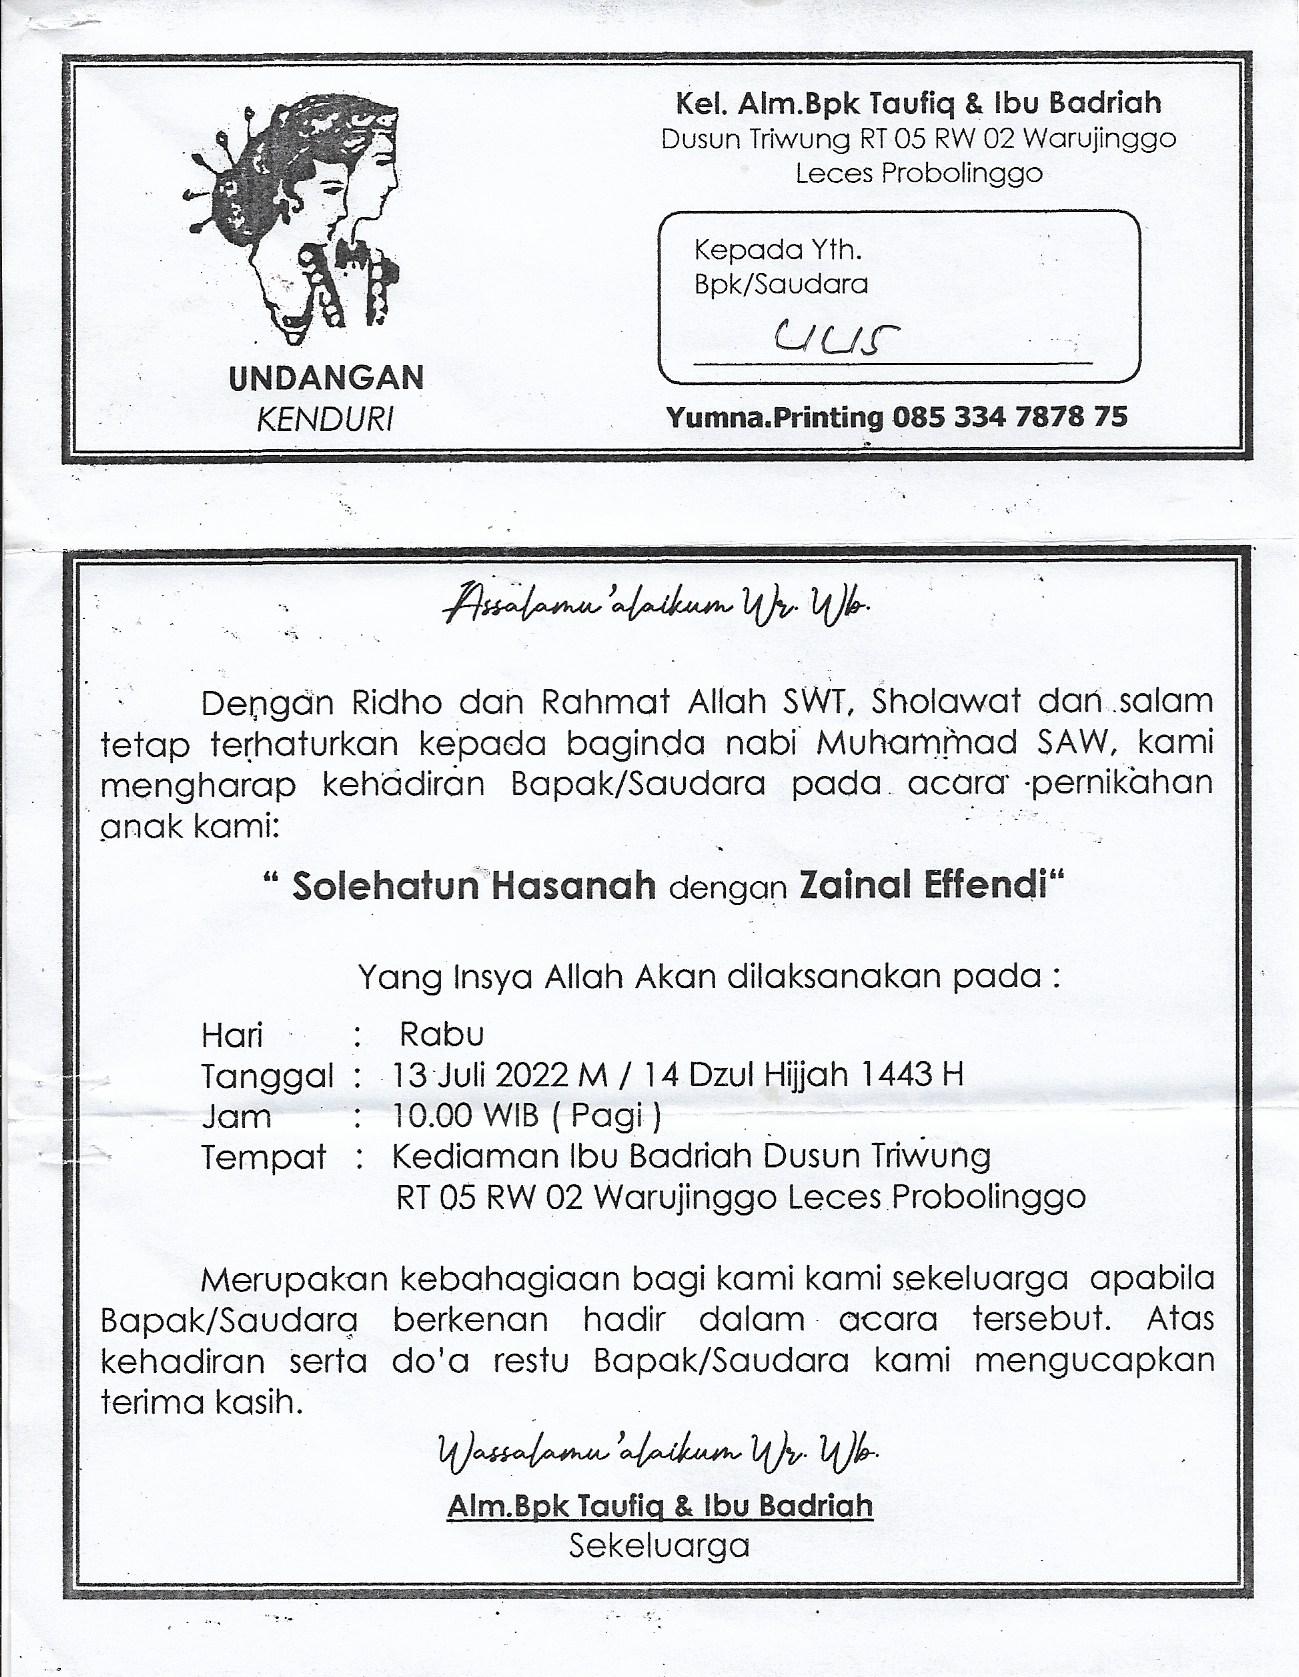 Kel. Alm.Bpk Taufiq & Ibu Badriah
Dusun Triwung RT 05 RW 02 Warujinggo
Leces Probolinggo
Kepada Yth.
Bpk/Saudara
UUS
UNDANGAN
KENDURI
Yumna.Printing 085 334 7878 75
Assalamu'alaikum Wr. Wb.
Dengan Ridho dan Rahmat Allah SWT, Sholawat dan salam
tetap terhaturkan kepada baginda nabi Muhammad SAW, kami
mengharap kehadiran Bapak/Saudara pada acara pernikahan
anak kami:
“ Solehatun Hasanah dengan Zainal Effendi“
Yang Insya Allah Akan dilaksanakan pada :
Hari : Rabu
Tanggal : 13 Juli 2022 M / 14 Dzul Hijjah 1443 H
Jam : 10.00 WIB ( Pagi )
Tempat : Kediaman Ibu Badriah Dusun Triwung
RT 05 RW 02 Warujinggo Leces Probolinggo
Merupakan kebahagiaan bagi kami kami sekeluarga apabila
Bapak/Saudara berkenan hadir dalam acara tersebut. Atas
kehadiran serta do'a restu Bapak/Saudara kami mengucapkan
terima kasih.
Wassalamu'alaikum Wr. Wb.
Alm.Bpk Taufiq & Ibu Badriah
Sekeluarga